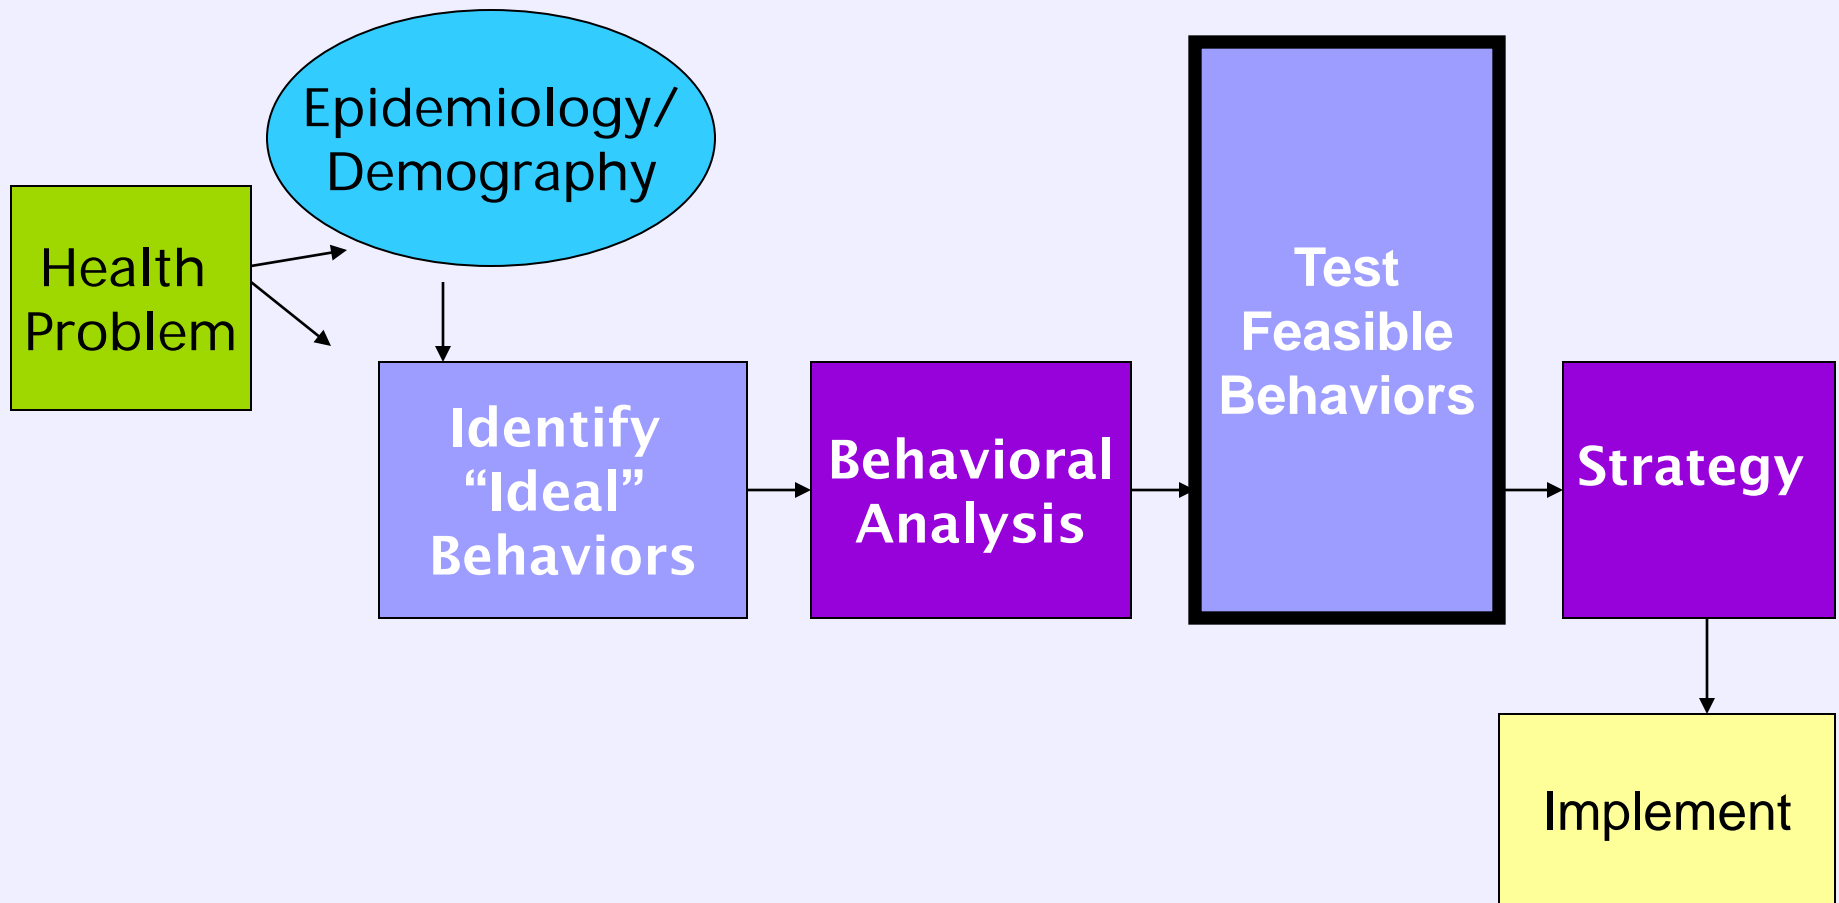 Epidemiology/
Demography
Health
Problem
Identify
“Ideal”
Behaviors
Behavioral
Analysis
Test
Feasible
Behaviors
Strategy
Implement